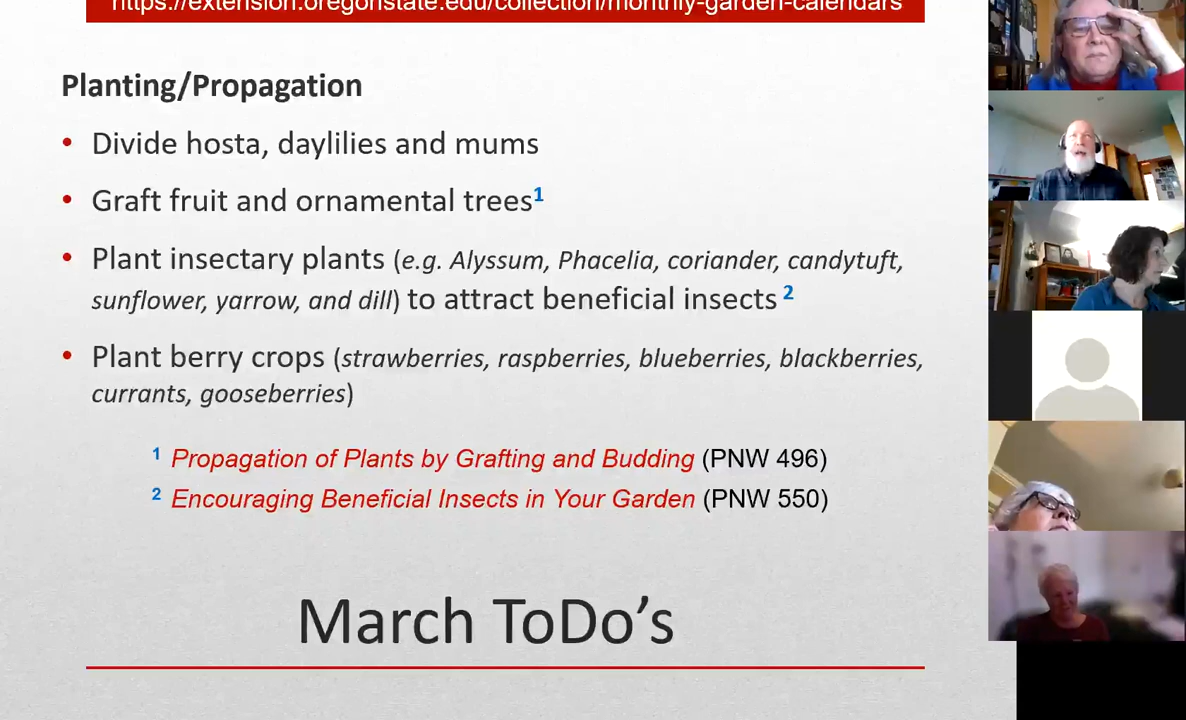 https://extension.oregonstate.edu/collection/monthly-garden-calendars
Planting/Propagation
• Divide hosta, daylilies and mums
• Graft fruit and ornamental trees1
• Plant insectary plants (e.g. Alyssum, Phacelia, coriander, candytuft,
sunflower, yarrow, and dill) to attract beneficial insects 2
• Plant berry crops (strawberries, raspberries, blueberries, blackberries,
currants, gooseberries)
1 Propagation of Plants by Grafting and Budding (PNW 496)
2 Encouraging Beneficial Insects in Your Garden (PNW 550)
March ToDo’s